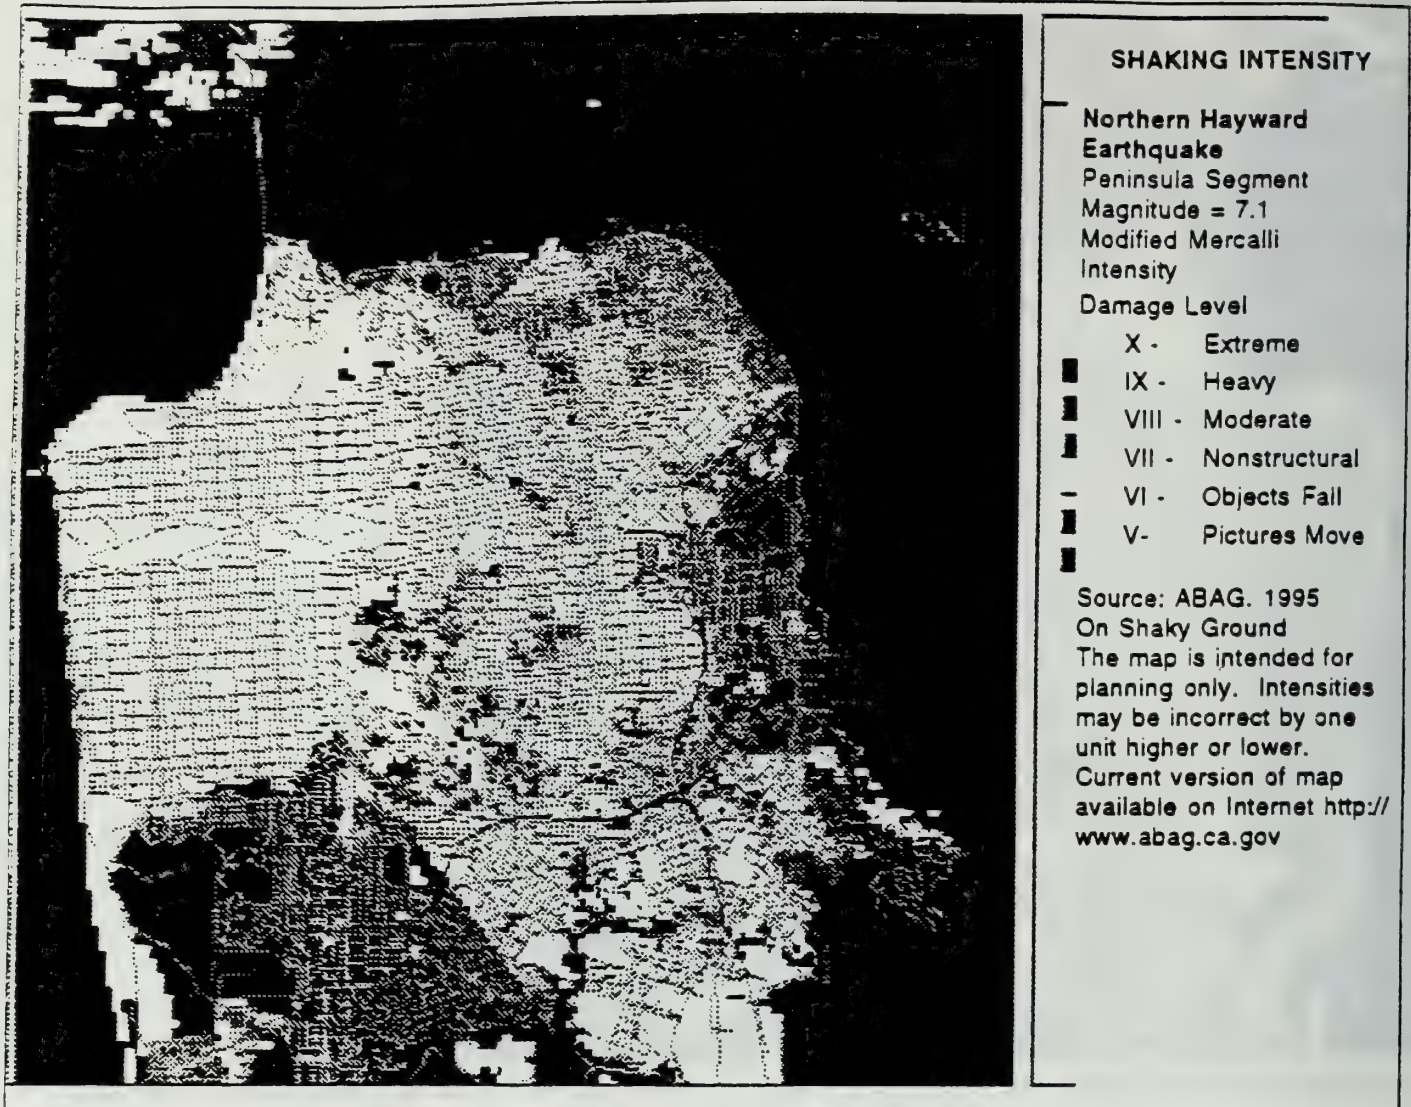 SHAKING INTENSITY
Northern Hayward
Earthquake
Peninsula Segment
Magnitude = 7.1
Modified Mercalli
Intensity
Damage Level
X - Extreme
IX - Heavy
VIII - Moderate
VII - Nonstructural
VI - Objects Fall
V- Pictures Move
Source: ABAG. 1995
On Shaky Ground
The map is intended for
planning only. Intensities
may be incorrect by one
unit higher or lower.
Current version of map
available on Internet http://
www.abag.ca.gov